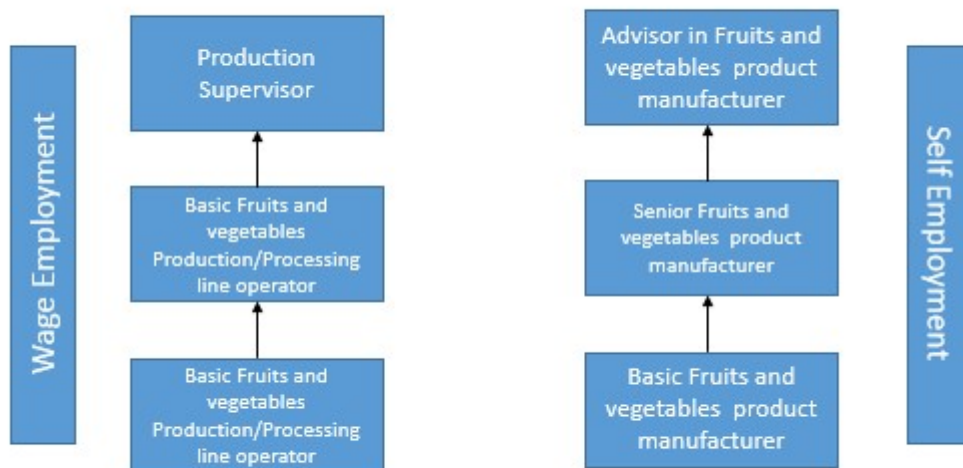 Wage Employment
Production
Supervisor
Basic Fruits and
vegetables
Production/Processing
line operator
Basic Fruits and
vegetables
Production/Processing
line operator
Advisor in Fruits and
vegetables product
manufacturer
Senior Fruits and
vegetables product
manufacturer
Basic Fruits and
vegetables product
manufacturer
Self Employment